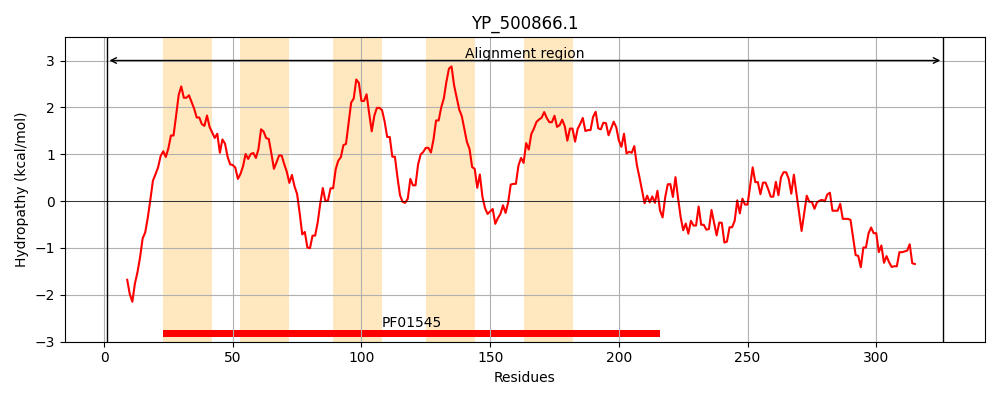 YP_500866.1
Hydropathy (kcal/mol)
3
2
1
0
−1
−2
−3
Alignment region
PF01545
0 50 100 150 200 250 300
Residues